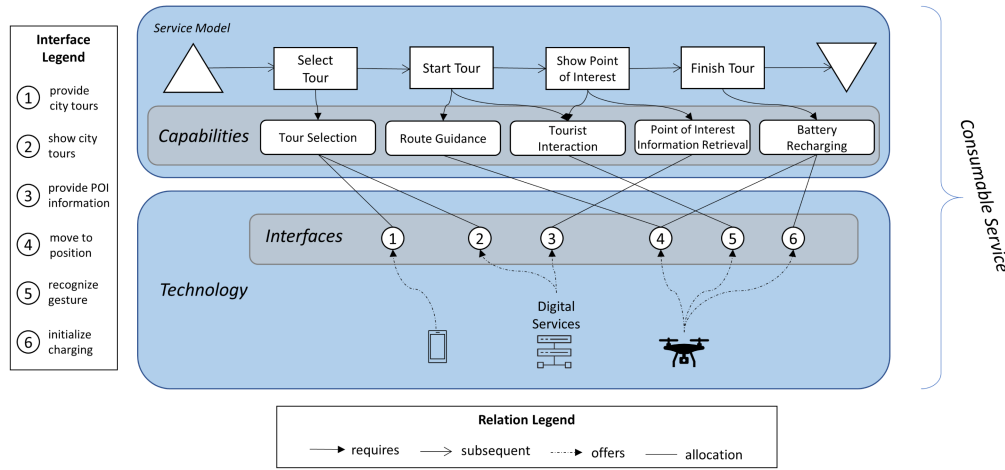 Interface
Legend
1 provide
city tours
2 show city
tours
3 provide POI
information
4 move to
position
5 recognize
gesture
6 initialize
charging
Service Model
Select
Tour
Start Tour
Show Point
of Interest
Finish Tour
Capabilities
Tour Selection
Route Guidance
Tourist
Interaction
Point of Interest
Information Retrieval
Battery
Recharging
Interfaces
1 2 3 4 5 6
Technology
Digital
Services
Consumable Service
Relation Legend
requires subsequent offers allocation